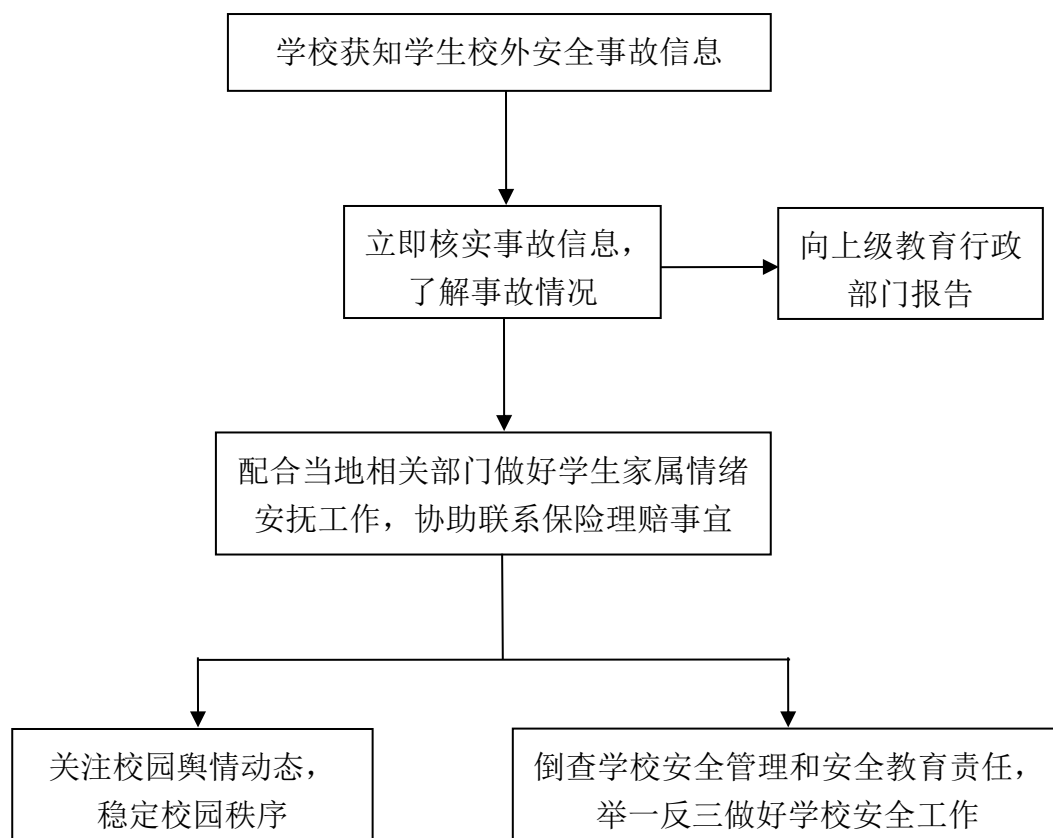 学校获知学生校外安全事故信息
立即核实事故信息，
了解事故情况
向上级教育行政
部门报告
配合当地相关部门做好学生家属情绪
安抚工作，协助联系保险理赔事宜
关注校园舆情动态，
稳定校园秩序
倒查学校安全管理和安全教育责任，
举一反三做好学校安全工作